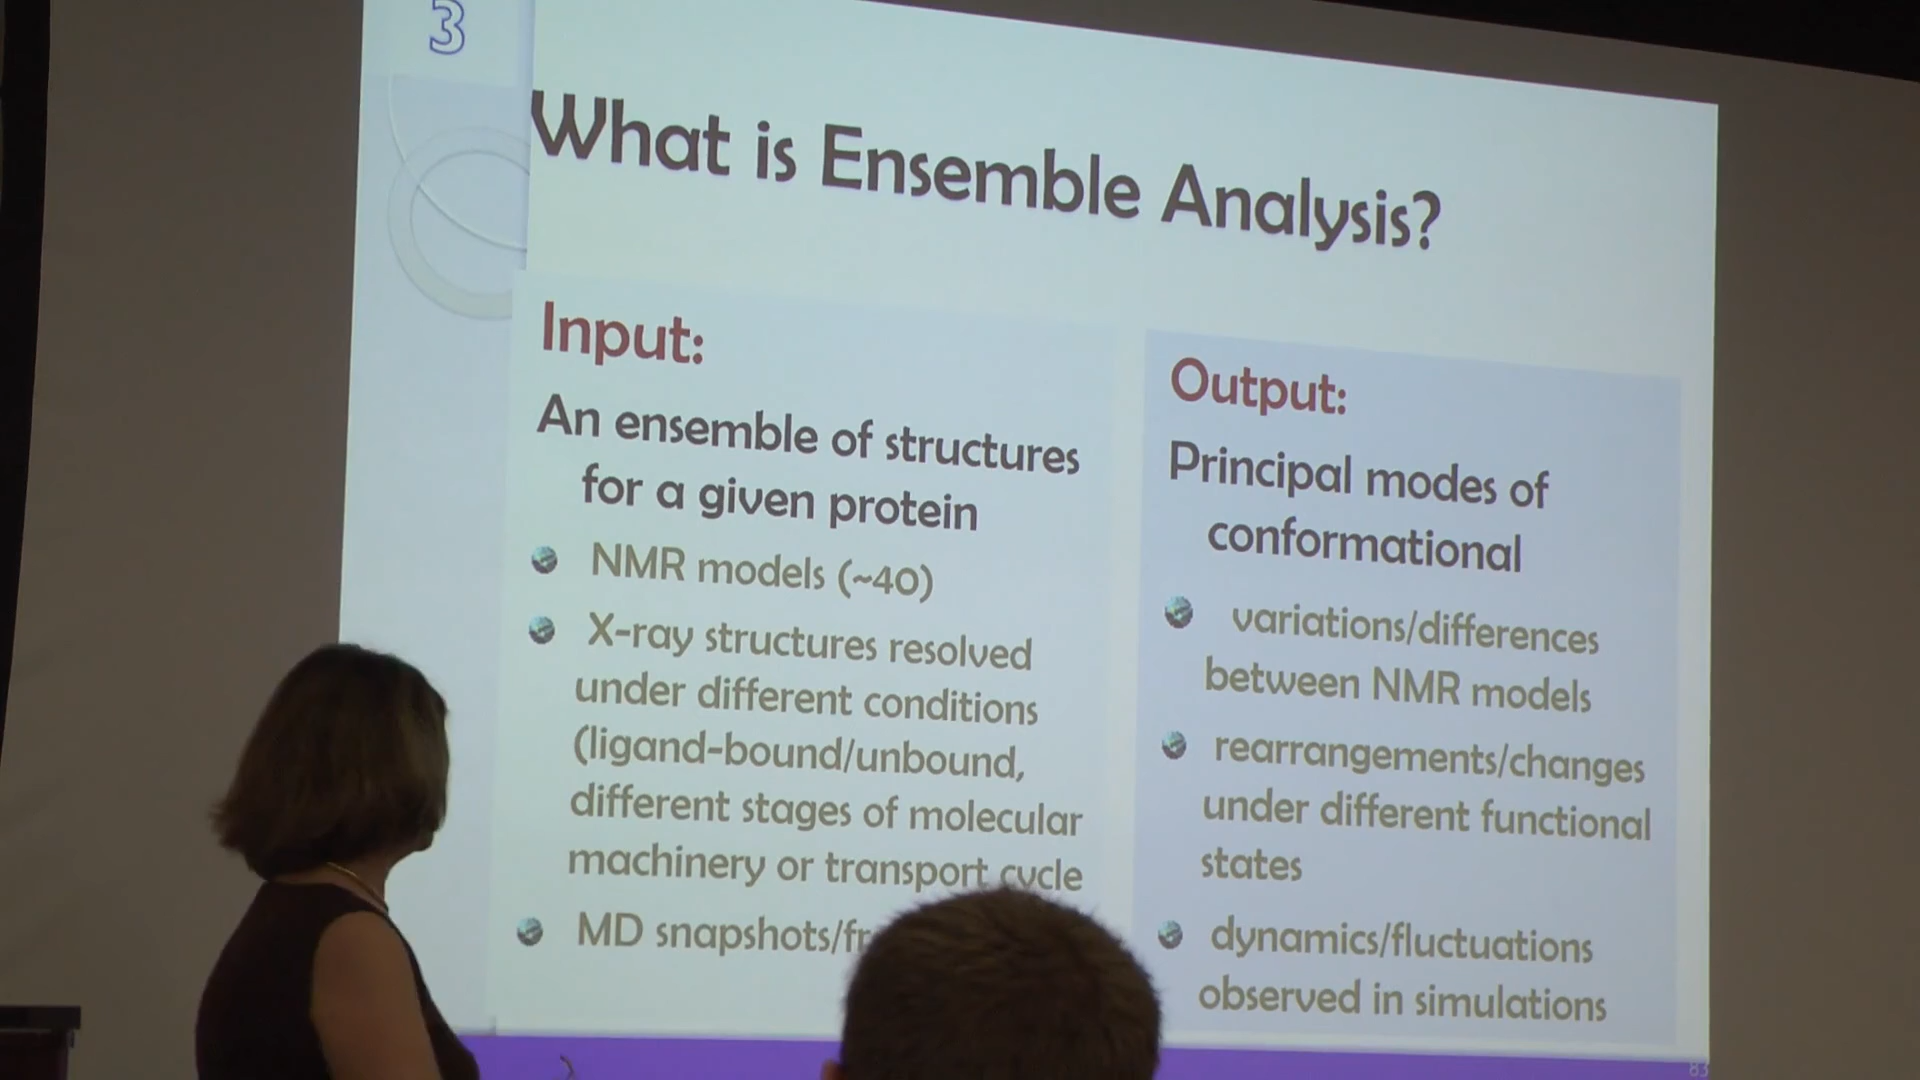 3
What is Ensemble Analysis?
Input:
An ensemble of structures
for a given protein
NMR models (~40)
X-ray structures resolved
under different conditions
(ligand-bound/unbound,
different stages of molecular
machinery or transport cycle
MD snapshots/
Output:
Principal modes of
conformational
variations/differences
between NMR models
rearrangements/changes
under different functional
states
dynamics/fluctuations
observed in simulations
83